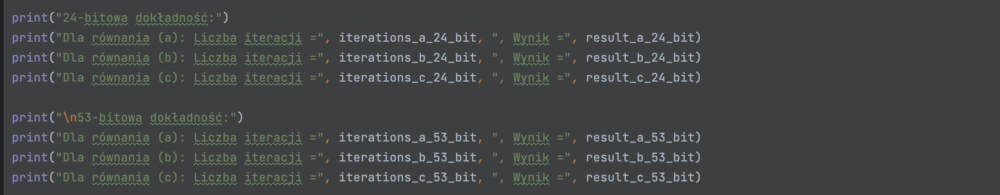 print("24-bitowa dokładność:")
print("Dla równania (a): Liczba iteracji =", iterations_a_24_bit, ", Wynik =", result_a_24_bit)
print("Dla równania (b): Liczba iteracji =", iterations_b_24_bit, ", Wynik =", result_b_24_bit)
print("Dla równania (c): Liczba iteracji =", iterations_c_24_bit, ", Wynik =", result_c_24_bit)
print("\n53-bitowa dokładność:")
print("Dla równania (a): Liczba iteracji =", iterations_a_53_bit, ", Wynik =", result_a_53_bit)
print("Dla równania (b): Liczba iteracji =", iterations_b_53_bit, ", Wynik =", result_b_53_bit)
print("Dla równania (c): Liczba iteracji =", iterations_c_53_bit, ", Wynik =", result_c_53_bit)